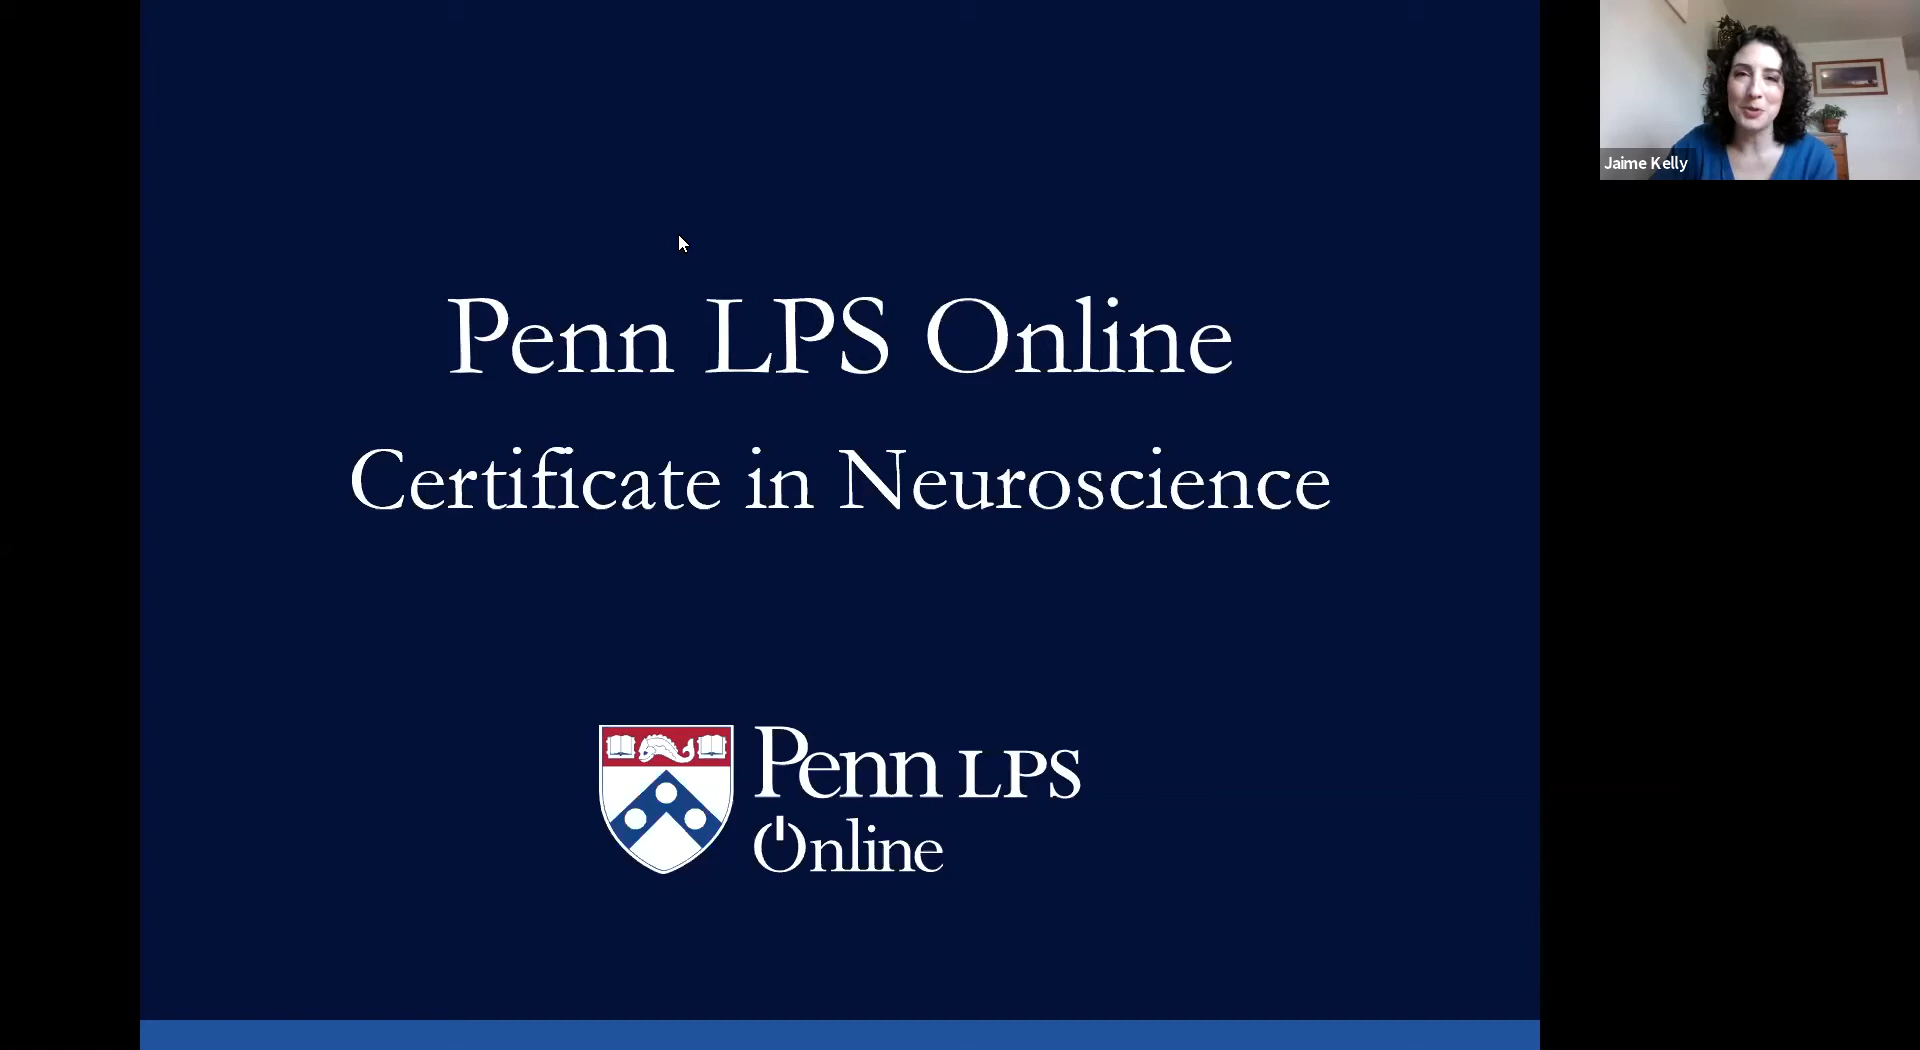 Penn LPS Online
Certificate in Neuroscience
Penn LPS
Online
Jaime Kelly